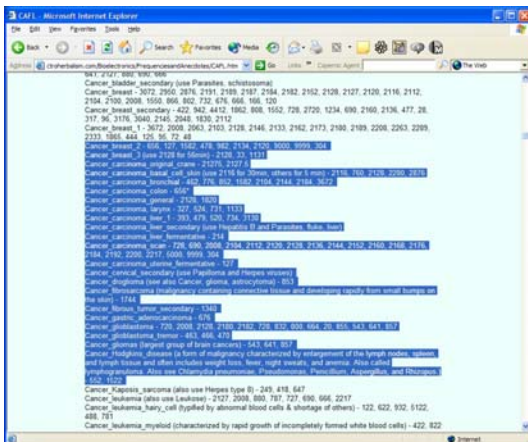 CAFL - Microsoft Internet Explorer
File Edit View Favorites Tools Help
Back Search Favorites Media
Address ctroherbalism.com/Bioelectronics/FrequenciesandAnecdotes/CAFL.htm Go Links Copernic Agent The Web
641, 2127, 880, 690, 666
Cancer_bladder_secondary (use Parasites, schistosoma)
Cancer_breast - 3072, 2950, 2876, 2191, 2189, 2187, 2184, 2182, 2152, 2128, 2127, 2120, 2116, 2112,
2104, 2100, 2008, 1550, 866, 802, 732, 676, 666, 166, 120
Cancer_breast_secondary - 422, 942, 4412, 1862, 808, 1552, 728, 2720, 1234, 690, 2160, 2136, 477, 28,
317, 96, 3176, 3040, 2145, 2048, 1830, 2112
Cancer_breast_1 - 3672, 2008, 2063, 2103, 2128, 2146, 2133, 2162, 2173, 2180, 2189, 2208, 2263, 2289,
2333, 1865, 444, 125, 95, 72, 48
Cancer_breast_2 - 656, 127, 1582, 478, 982, 2134, 2120, 9000, 9999, 304
Cancer_breast_3 (use 2128 for 56min) - 2128, 33, 1131
Cancer_carcinoma_original_crane - 21275, 2127.5
Cancer_carcinoma_basal_cell_skin (use 2116 for 30min, others for 5 min) - 2116, 760, 2128, 2200, 2876
Cancer_carcinoma_bronchial - 462, 776, 852, 1582, 2104, 2144, 2184, 3672
Cancer_carcinoma_colon - 656*
Cancer_carcinoma_general - 2128, 1820
Cancer_carcinoma_larynx - 327, 524, 731, 1133
Cancer_carcinoma_liver_1 - 393, 479, 520, 734, 3130
Cancer_carcinoma_liver_secondary (use Hepatitis B and Parasites, fluke, liver)
Cancer_carcinoma_liver_fermentative - 214
Cancer_carcinoma_scan - 728, 690, 2008, 2104, 2112, 2120, 2128, 2136, 2144, 2152, 2160, 2168, 2176,
2184, 2192, 2200, 2217, 5000, 9999, 304
Cancer_carcinoma_uterine_fermentative - 127
Cancer_cervical_secondary (use Papilloma and Herpes viruses)
Cancer_droglioma (see also Cancer, glioma, astrocytoma) - 853
Cancer_fibrosarcoma (malignancy containing connective tissue and developing rapidly from small bumps on
the skin) - 1744
Cancer_fibrous_tumor_secondary - 1340
Cancer_gastric_adenocarcinoma - 676
Cancer_glioblastoma - 720, 2008, 2128, 2180, 2182, 728, 832, 800, 664, 20, 855, 543, 641, 857
Cancer_glioblastoma_tremor - 463, 466, 470
Cancer_gliomas (largest group of brain cancers) - 543, 641, 857
Cancer_Hodgkins_disease (a form of malignancy characterized by enlargement of the lymph nodes, spleen,
and lymph tissue and often includes weight loss, fever, night sweats, and anemia. Also called
lymphogranuloma. Also see Chlamydia pneumoniae, Pseudomonas, Penicillium, Aspergillus, and Rhizopus.)
- 552, 1522
Cancer_Kaposis_sarcoma (also use Herpes type 8) - 249, 418, 647
Cancer_leukemia (also use Leukose) - 2127, 2008, 880, 787, 727, 690, 666, 2217
Cancer_leukemia_hairy_cell (typified by abnormal blood cells & shortage of others) - 122, 622, 932, 5122,
488, 781
Cancer_leukemia_myeloid (characterized by rapid growth of incompletely formed white blood cells) - 422, 822
Internet